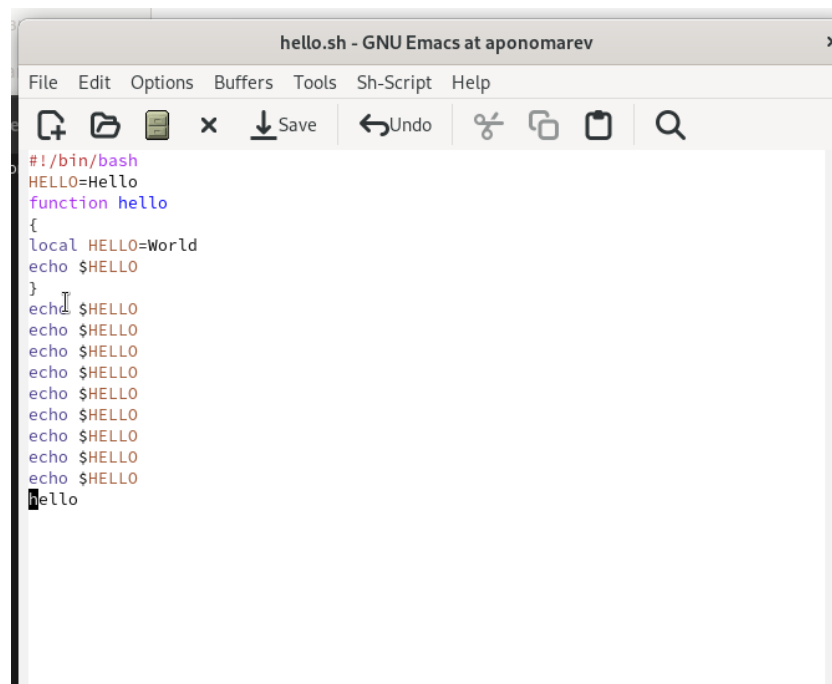 hello.sh - GNU Emacs at aponomarev
File Edit Options Buffers Tools Sh-Script Help
Save Undo
#!/bin/bash
HELLO=Hello
function hello
{
local HELLO=World
echo $HELLO
}
echo $HELLO
echo $HELLO
echo $HELLO
echo $HELLO
echo $HELLO
echo $HELLO
echo $HELLO
echo $HELLO
echo $HELLO
hello